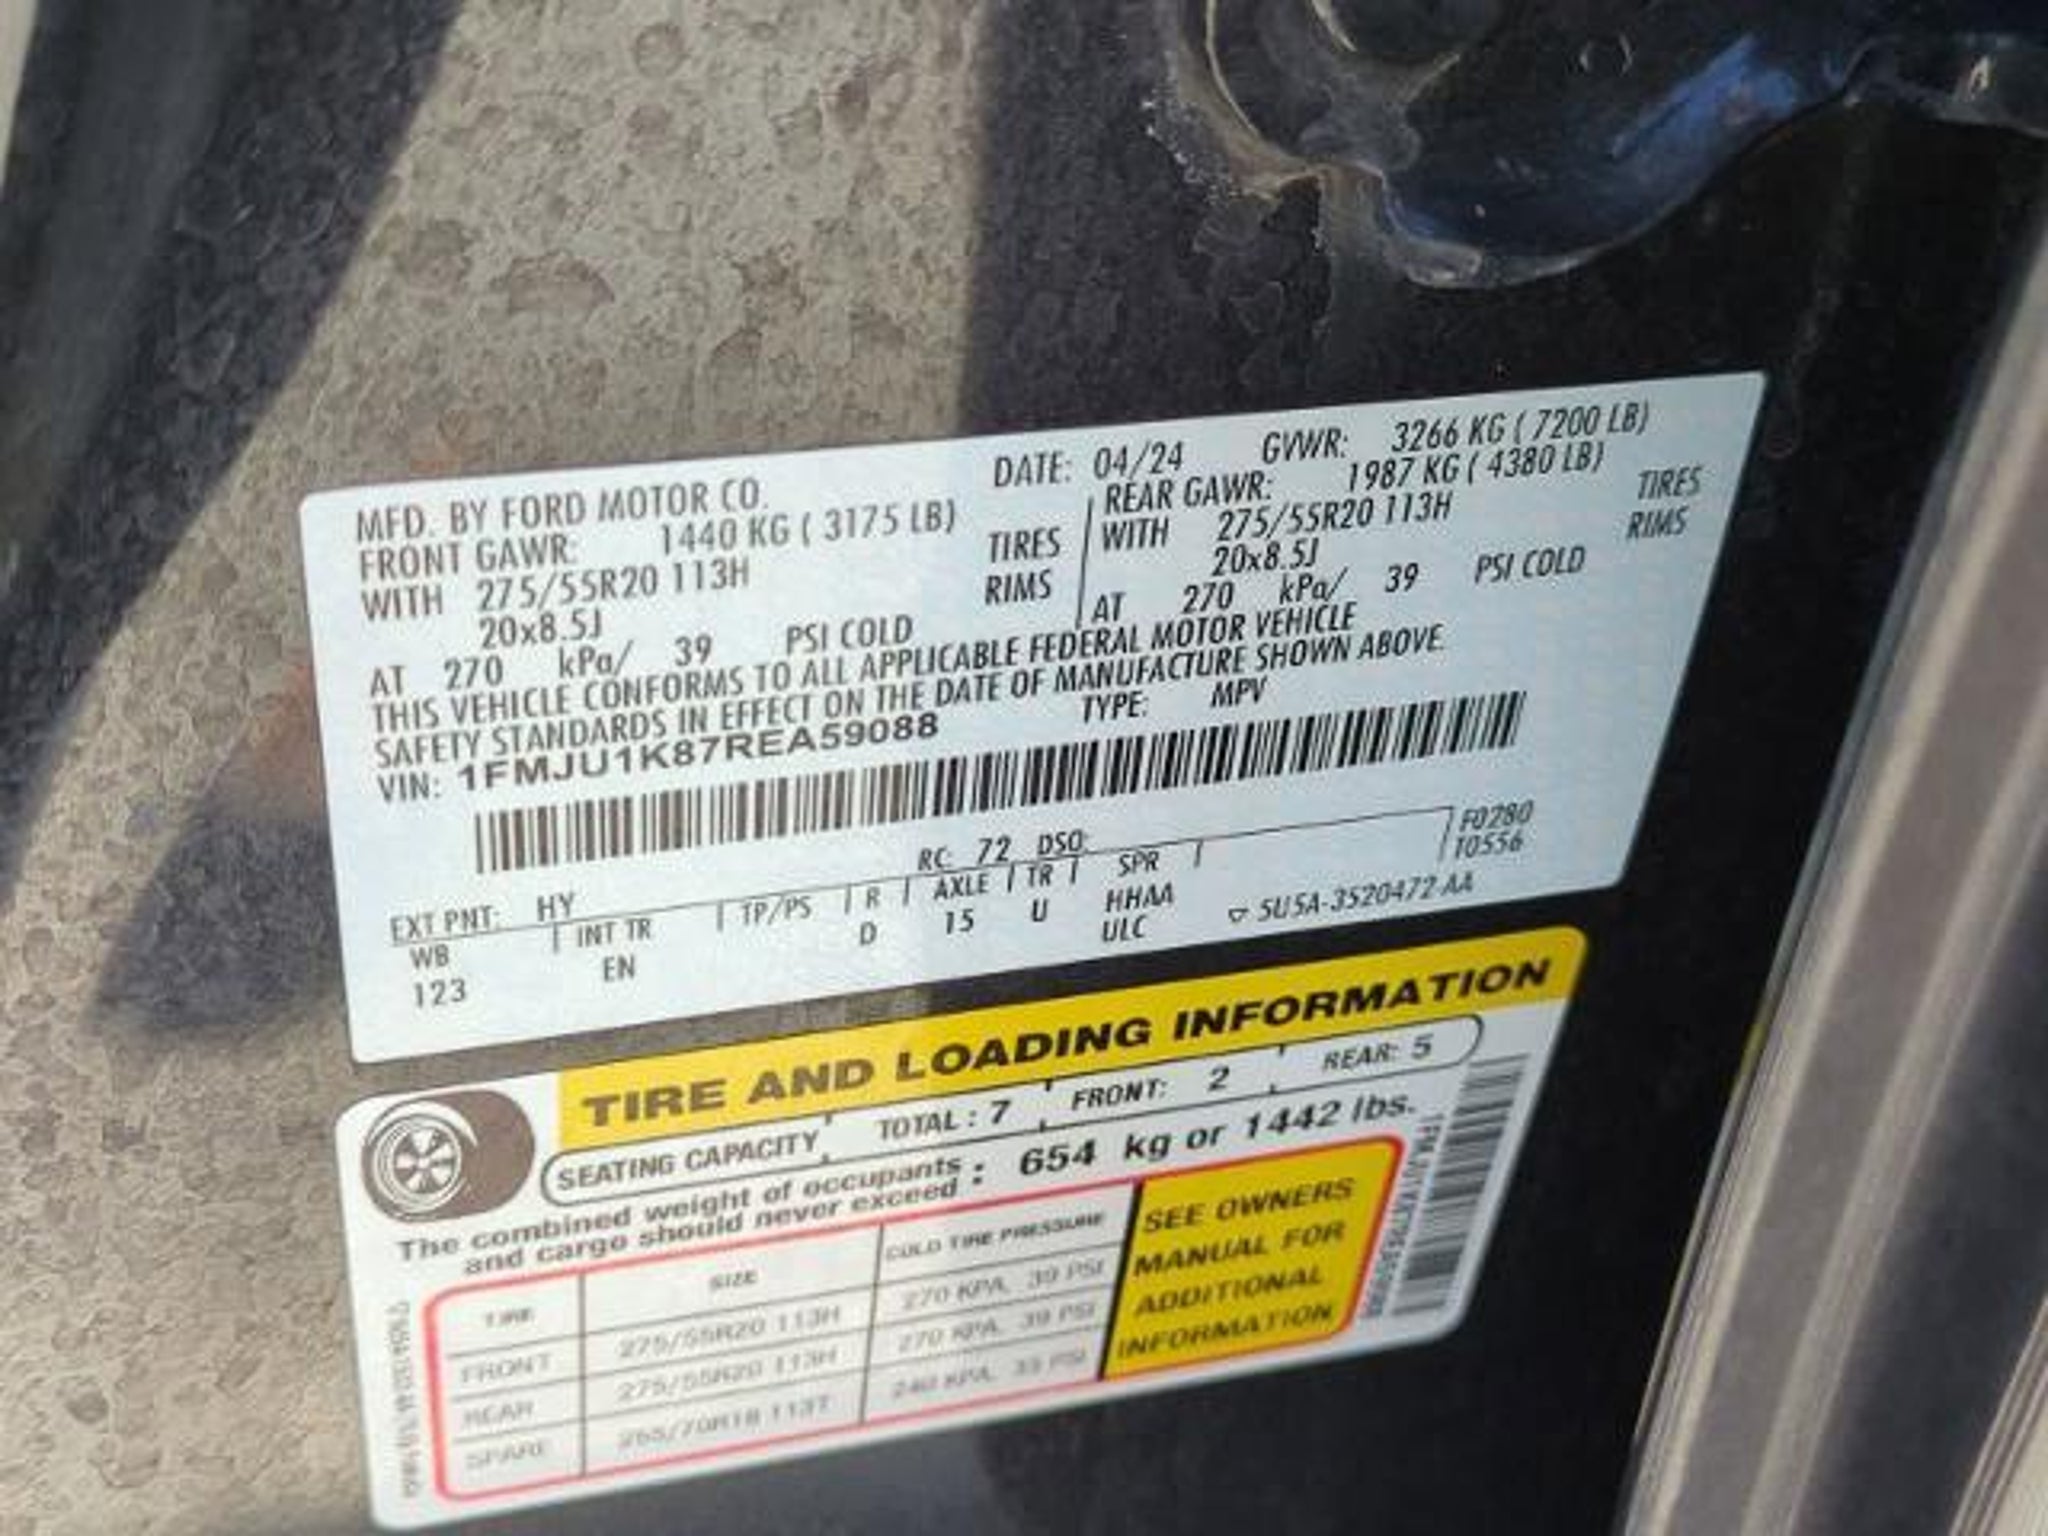 MFD. BY FORD MOTOR CO.
DATE: 04/24 GVWR: 3266 KG ( 7200 LB)
FRONT GAWR: 1440 KG ( 3175 LB)
WITH 275/55R20 113H TIRES
20x8.5J RIMS
AT 270 kPa/ 39 PSI COLD
REAR GAWR: 1987 KG ( 4380 LB)
WITH 275/55R20 113H TIRES
20x8.5J RIMS
AT 270 kPa/ 39 PSI COLD
THIS VEHICLE CONFORMS TO ALL APPLICABLE FEDERAL MOTOR VEHICLE
SAFETY STANDARDS IN EFFECT ON THE DATE OF MANUFACTURE SHOWN ABOVE.
VIN: 1FMJU1K87REA59088 TYPE: MPV
F0280
T0556
EXT PNT: HY RC: 72 DSO:
WB INT TR TP/PS R AXLE TR SPR
123 EN D 15 U HHAA
ULC
5U5A-3520472-AA
TIRE AND LOADING INFORMATION
SEATING CAPACITY TOTAL : 7 FRONT: 2 REAR: 5
The combined weight of occupants
and cargo should never exceed : 654 kg or 1442 lbs.
TIRE SIZE COLD TIRE PRESSURE
FRONT 275/55R20 113H 270 KPA, 39 PSI
REAR 275/55R20 113H 270 KPA, 39 PSI
SPARE 265/70R18 113T 240 KPA, 35 PSI
SEE OWNERS
MANUAL FOR
ADDITIONAL
INFORMATION